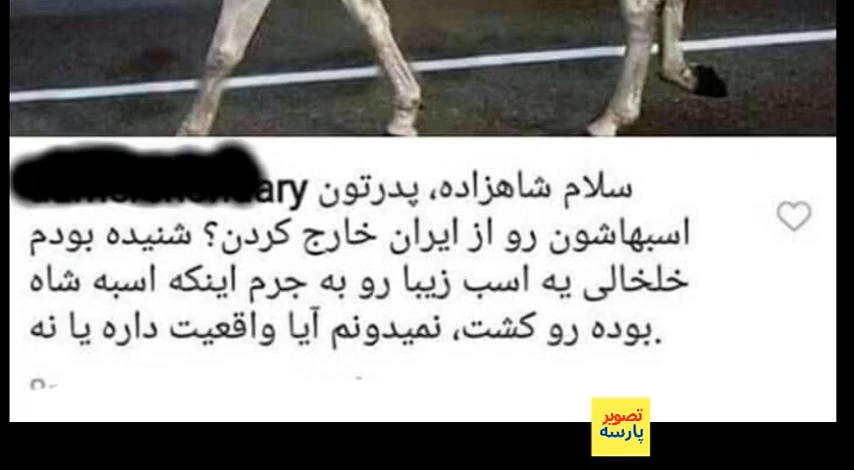 سلام شاهزاده، پدرتون
اسبهاشون رو از ایران خارج کردن؟ شنیده بودم
خلخالی یه اسب زیبا رو به جرم اینکه اسبه شاه
بوده رو کشت، نمیدونم آیا واقعیت داره یا نه.
تصویر
پارسه